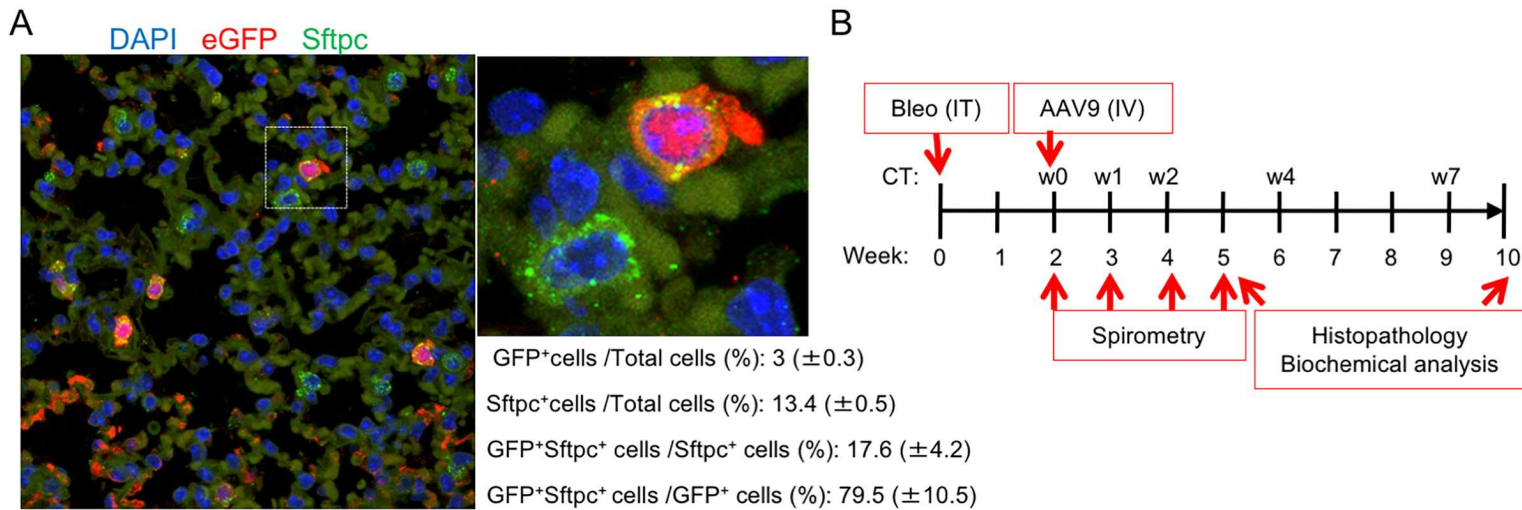 A
DAPI eGFP Sftpc
GFP⁺cells /Total cells (%): 3 (±0.3)
Sftpc⁺cells /Total cells (%): 13.4 (±0.5)
GFP⁺Sftpc⁺ cells /Sftpc⁺ cells (%): 17.6 (±4.2)
GFP⁺Sftpc⁺ cells /GFP⁺ cells (%): 79.5 (±10.5)
B
Bleo (IT) AAV9 (IV)
CT: w0 w1 w2 w4 w7
Week: 0 1 2 3 4 5 6 7 8 9 10
Spirometry
Histopathology
Biochemical analysis